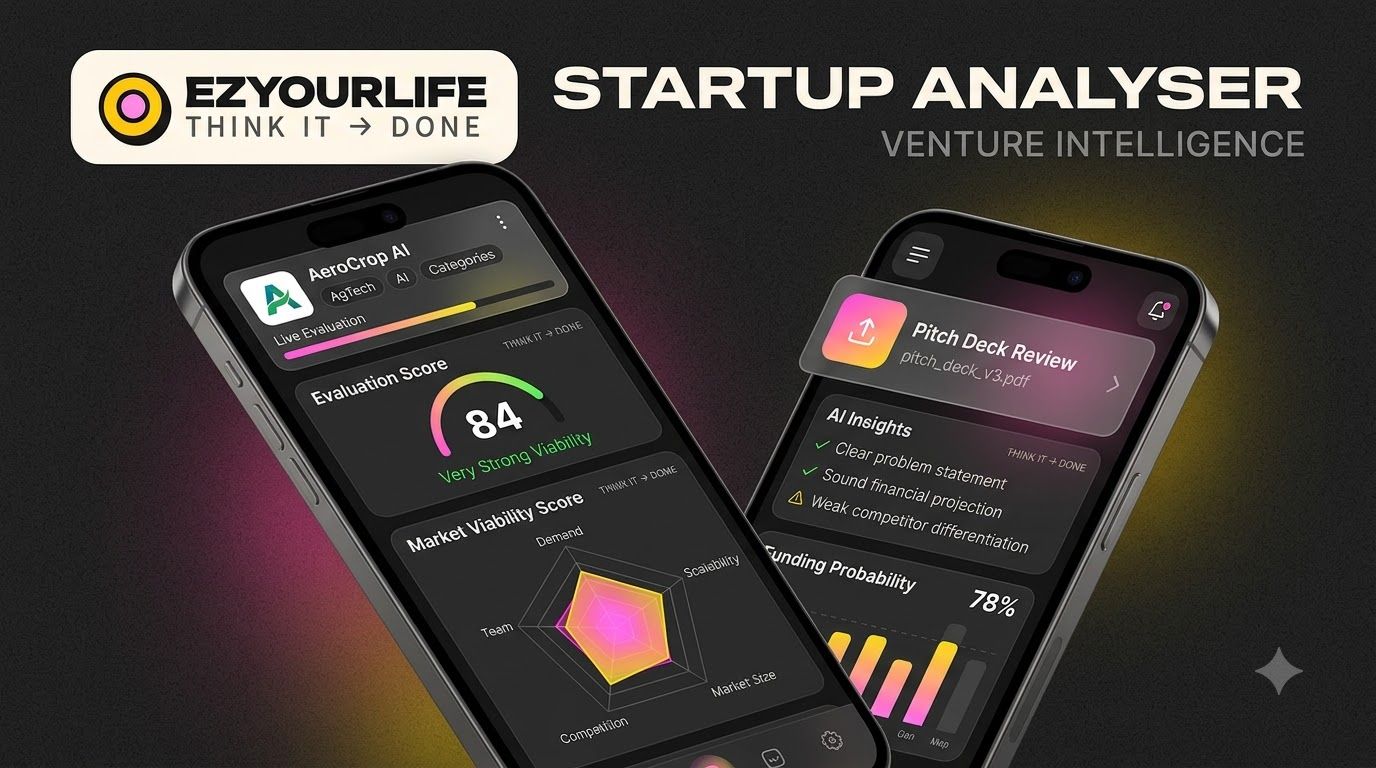 EZYOURLIFE
THINK IT → DONE
STARTUP ANALYSER
VENTURE INTELLIGENCE
AeroCrop AI
AgTech
AI
Categories
Live Evaluation
Evaluation Score
THINK IT → DONE
84
Very Strong Viability
Market Viability Score
THINK IT → DOME
Demand
Scalability
Team
Market Size
Competition
Pitch Deck Review
pitch_deck_v3.pdf
AI Insights
THINK IT → DONE
Clear problem statement
Sound financial projection
Weak competitor differentiation
Funding Probability
78%